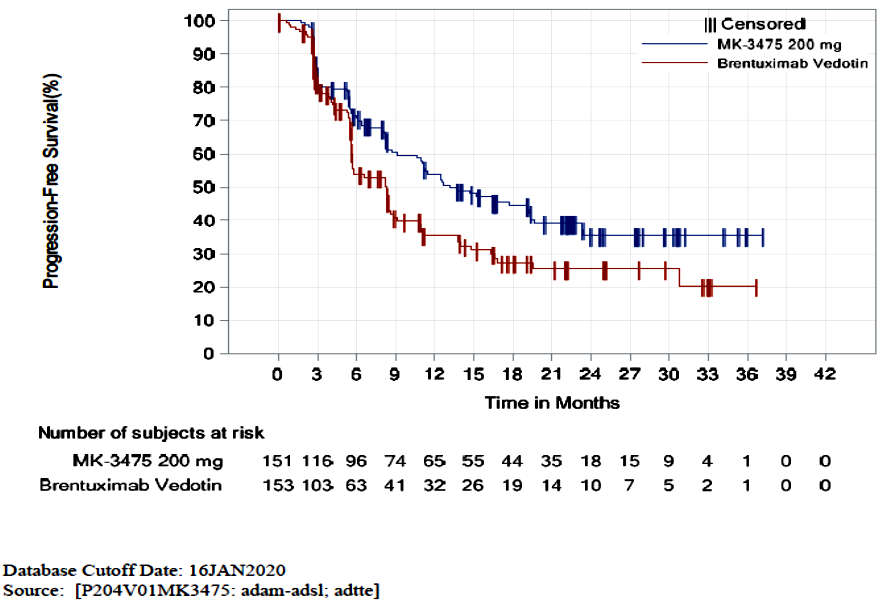 Progression-Free Survival(%)
100
90
80
70
60
50
40
30
20
10
0
Censored
MK-3475 200 mg
Brentuximab Vedotin
0 3 6 9 12 15 18 21 24 27 30 33 36 39 42
Time in Months
Number of subjects at risk
MK-3475 200 mg 151 116 96 74 65 55 44 35 18 15 9 4 1 0 0
Brentuximab Vedotin 153 103 63 41 32 26 19 14 10 7 5 2 1 0 0
Database Cutoff Date: 16JAN2020
Source: [P204V01MK3475: adam-adsl; adtte]